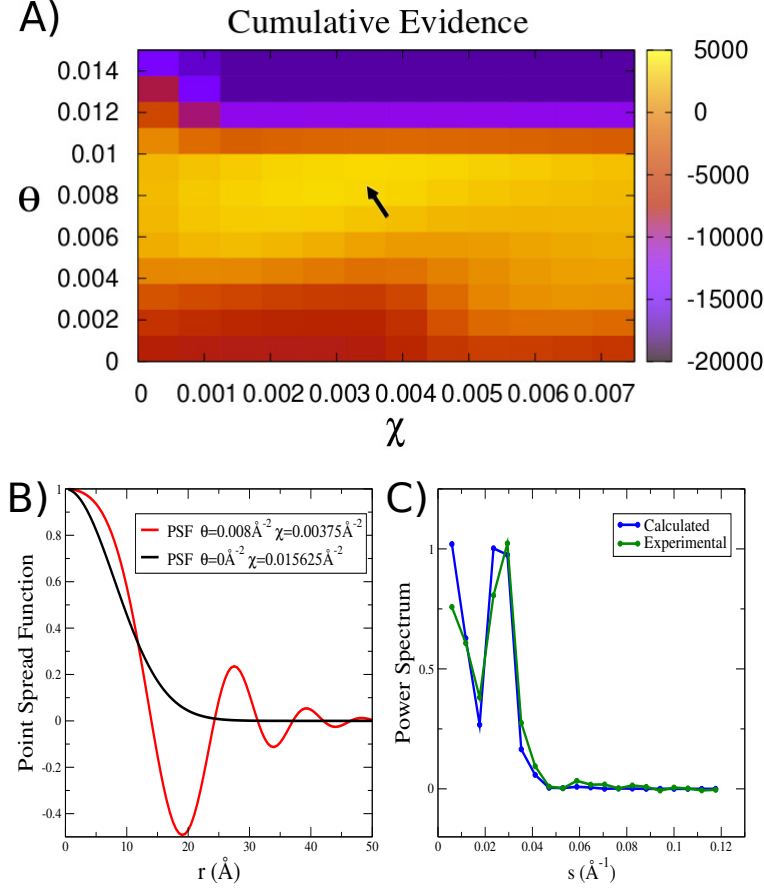 A)
Cumulative Evidence
θ
0.014
0.012
0.01
0.008
0.006
0.004
0.002
0
0 0.001 0.002 0.003 0.004 0.005 0.006 0.007
χ
5000
0
-5000
-10000
-15000
-20000
B)
Point Spread Function
1
0.8
0.6
0.4
0.2
0
-0.2
-0.4
PSF θ=0.008Å-2 χ=0.00375Å-2
PSF θ=0Å-2 χ=0.015625Å-2
0 10 20 30 40 50
r (Å)
C)
Power Spectrum
1
0.5
0
Calculated
Experimental
0 0.02 0.04 0.06 0.08 0.1 0.12
s (Å-1)